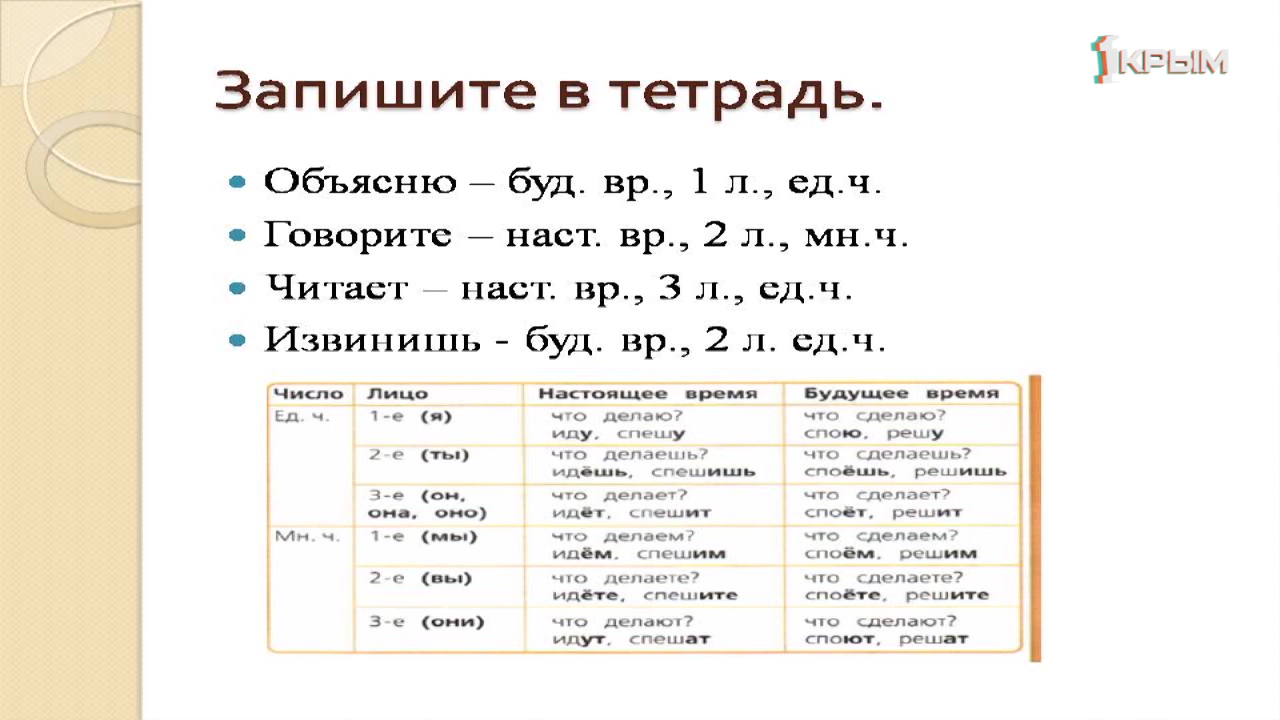 1КРЫМ
Запишите в тетрадь.
Объясню – буд. вр., 1 л., ед.ч.
Говорите – наст. вр., 2 л., мн.ч.
Читает – наст. вр., 3 л., ед.ч.
Извинишь - буд. вр., 2 л. ед.ч.
Число Лицо Настоящее время Будущее время
Ед. ч. 1-е (я) что делаю? что сделаю?
иду, спешу спою, решу
2-е (ты) что делаешь? что сделаешь?
идёшь, спешишь споёшь, решишь
3-е (он, что делает? что сделает?
она, оно) идёт, спешит споёт, решит
Мн. ч. 1-е (мы) что делаем? что сделаем?
идём, спешим споём, решим
2-е (вы) что делаете? что сделаете?
идёте, спешите споёте, решите
3-е (они) что делают? что сделают?
идут, спешат споют, решат